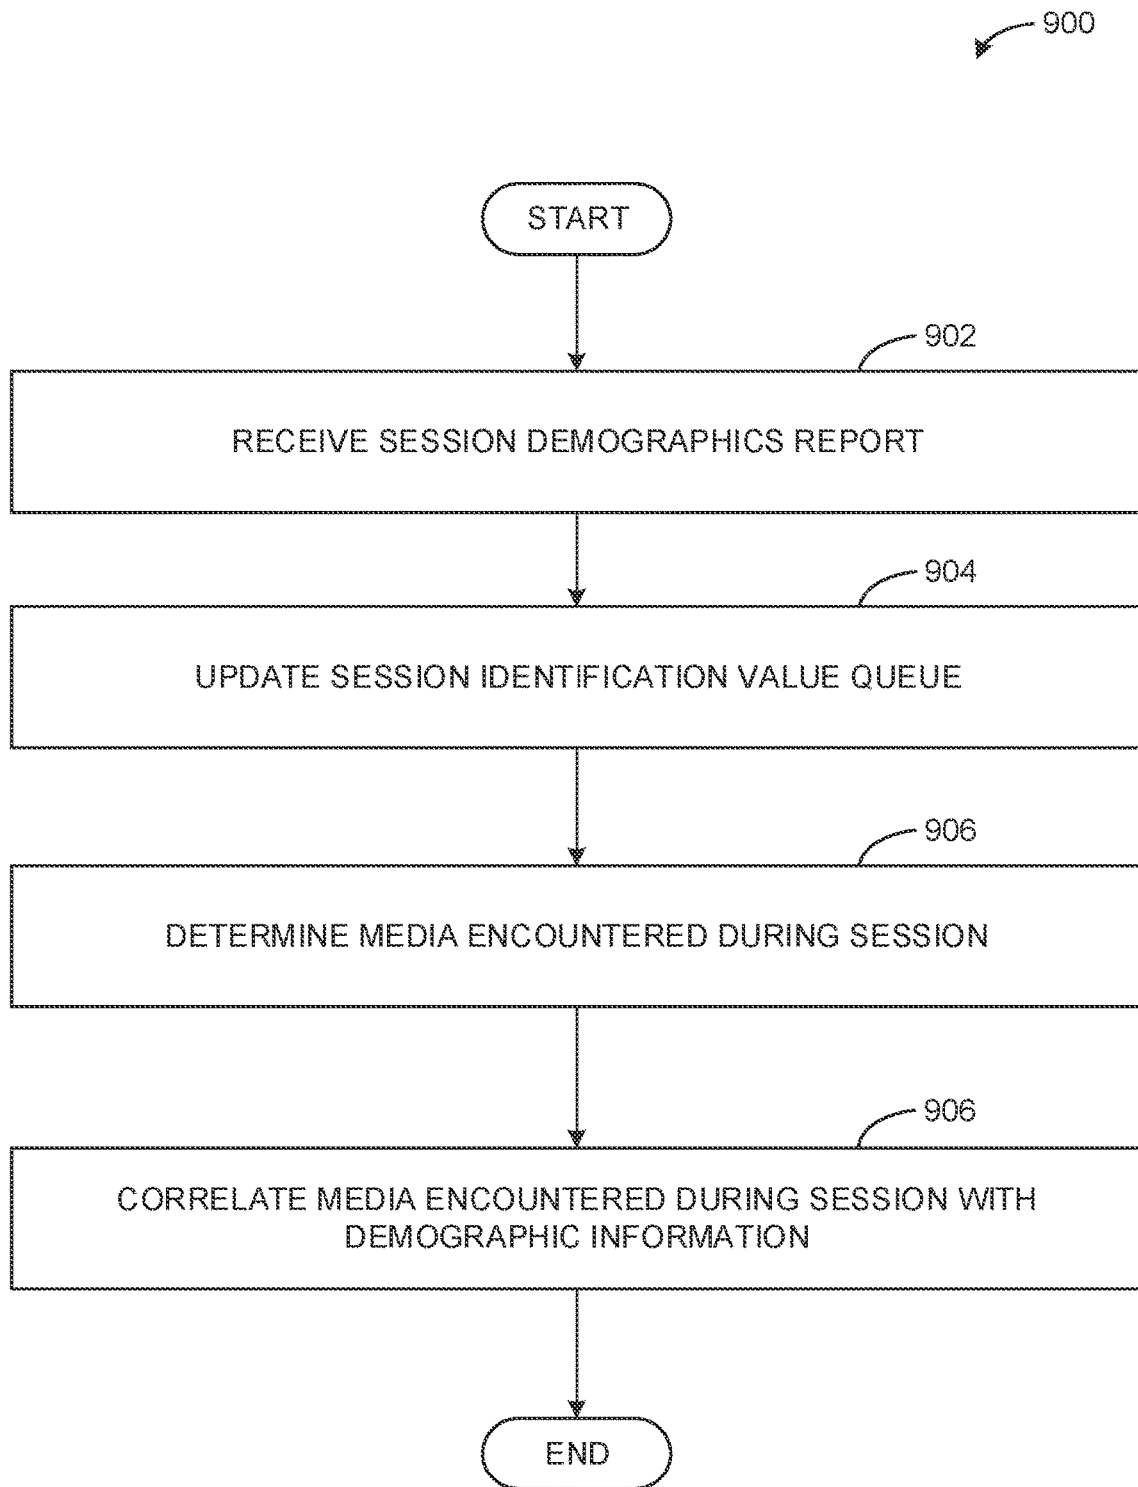 900
START
902
RECEIVE SESSION DEMOGRAPHICS REPORT
904
UPDATE SESSION IDENTIFICATION VALUE QUEUE
906
DETERMINE MEDIA ENCOUNTERED DURING SESSION
906
CORRELATE MEDIA ENCOUNTERED DURING SESSION WITH
DEMOGRAPHIC INFORMATION
END